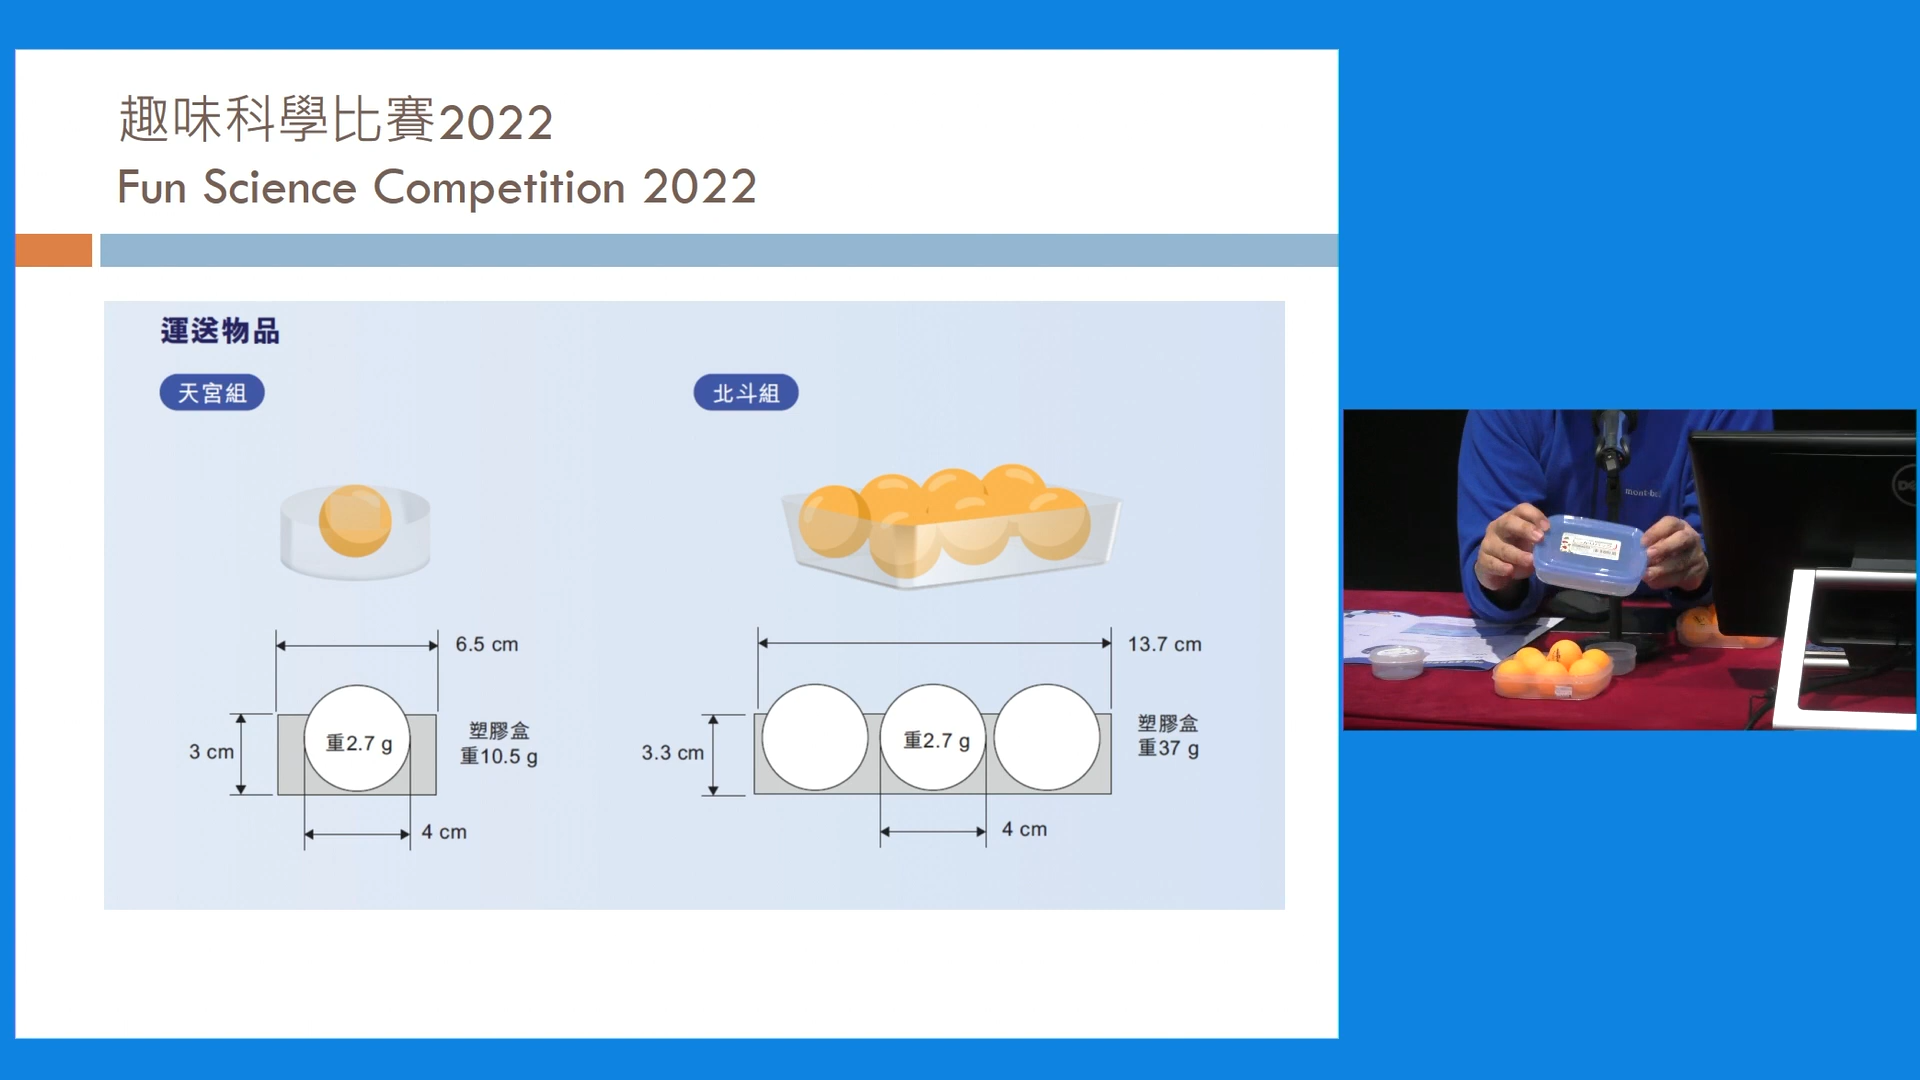 趣味科學比賽2022
Fun Science Competition 2022
運送物品
天宮組
北斗組
6.5 cm
13.7 cm
3 cm
重2.7 g
塑膠盒
重10.5 g
3.3 cm
重2.7 g
塑膠盒
重37 g
4 cm
4 cm